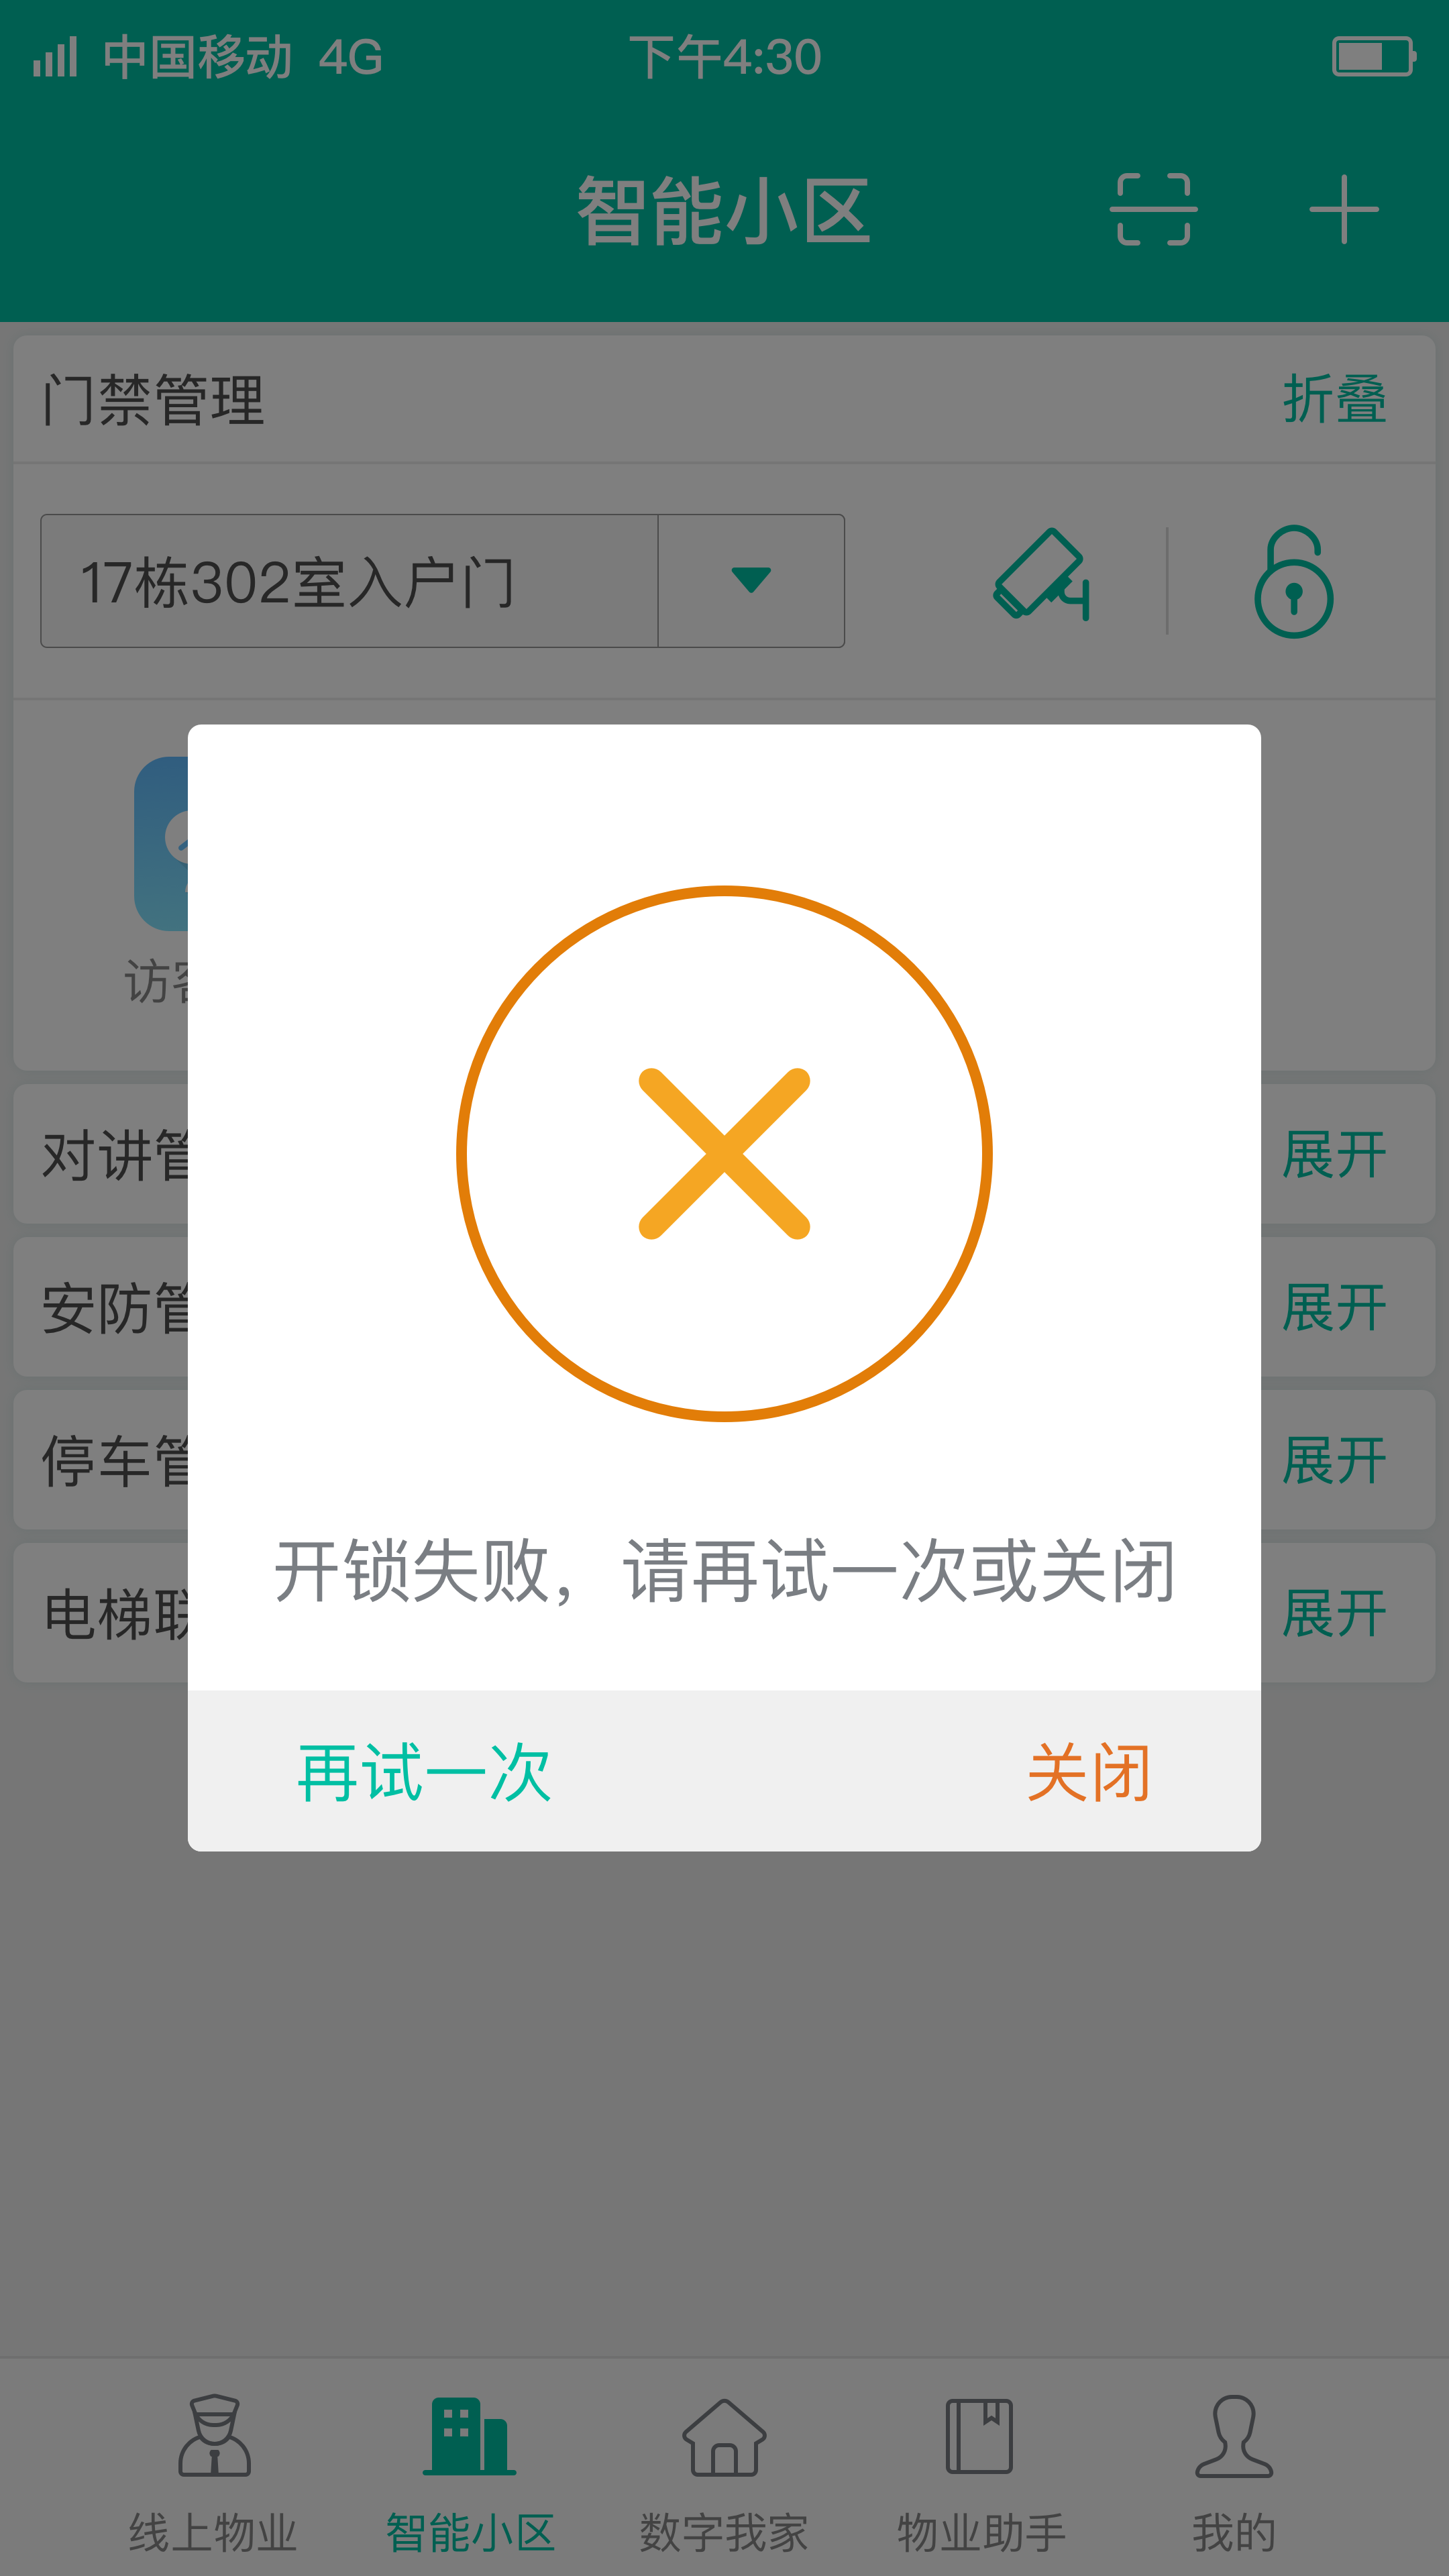 中国移动 4G 下午4:30
智能小区
门禁管理 折叠
17栋302室入户门
访
对讲管 展开
安防管 展开
停车管 展开
电梯 展开
开锁失败，请再试一次或关闭
再试一次 关闭
线上物业 智能小区 数字我家 物业助手 我的